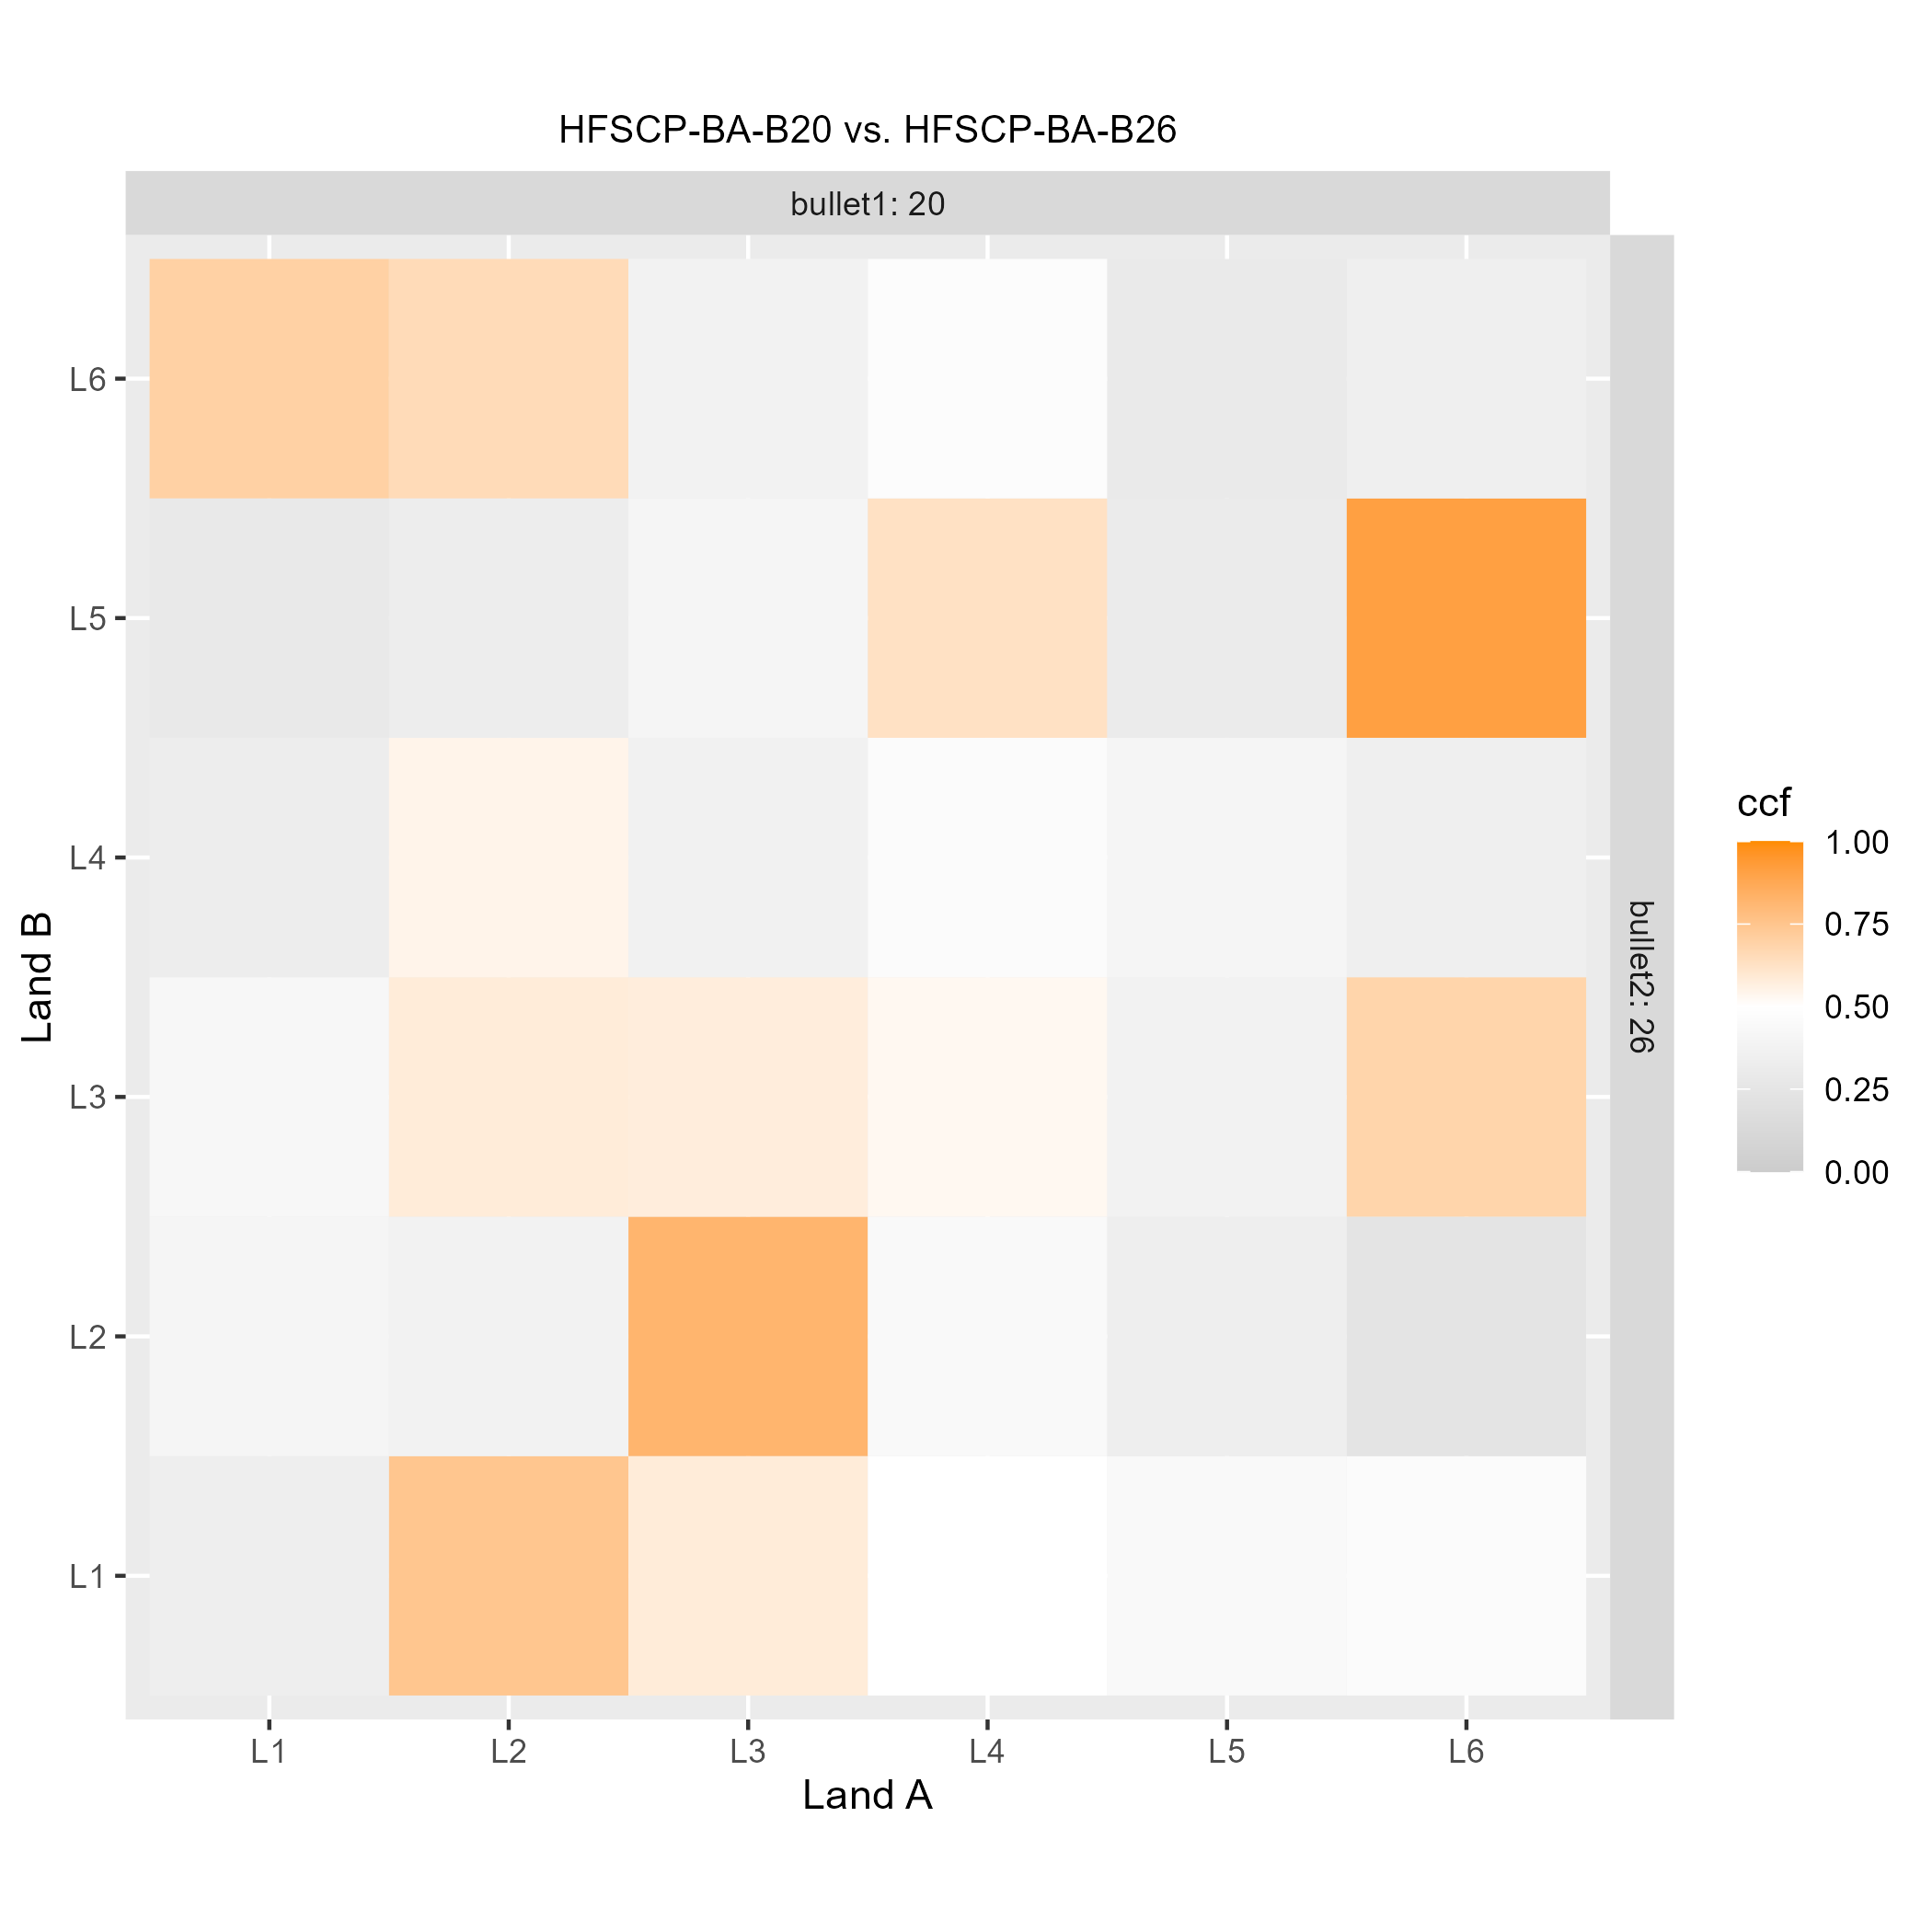 HFSCP-BA-B20 vs. HFSCP-BA-B26
bullet1: 20
L6
L5
L4
L3
L2
L1
Land B
L1 L2 L3 L4 L5 L6
Land A
bullet2: 26
ccf
1.00
0.75
0.50
0.25
0.00